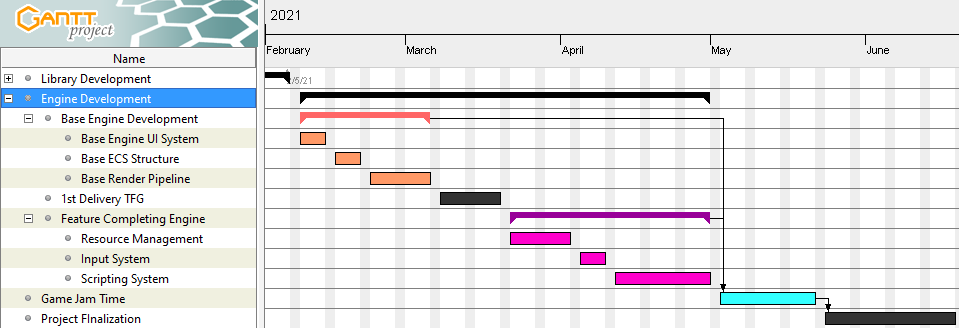 GANTT
project
2021
February March April May June
Name
Library Development
2/5/21
Engine Development
Base Engine Development
Base Engine UI System
Base ECS Structure
Base Render Pipeline
1st Delivery TFG
Feature Completing Engine
Resource Management
Input System
Scripting System
Game Jam Time
Project FInalization